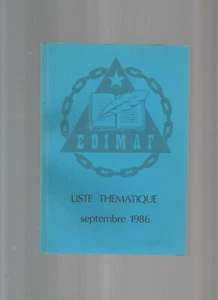 EDIMAF
LISTE THEMATIQUE
septembre 1986